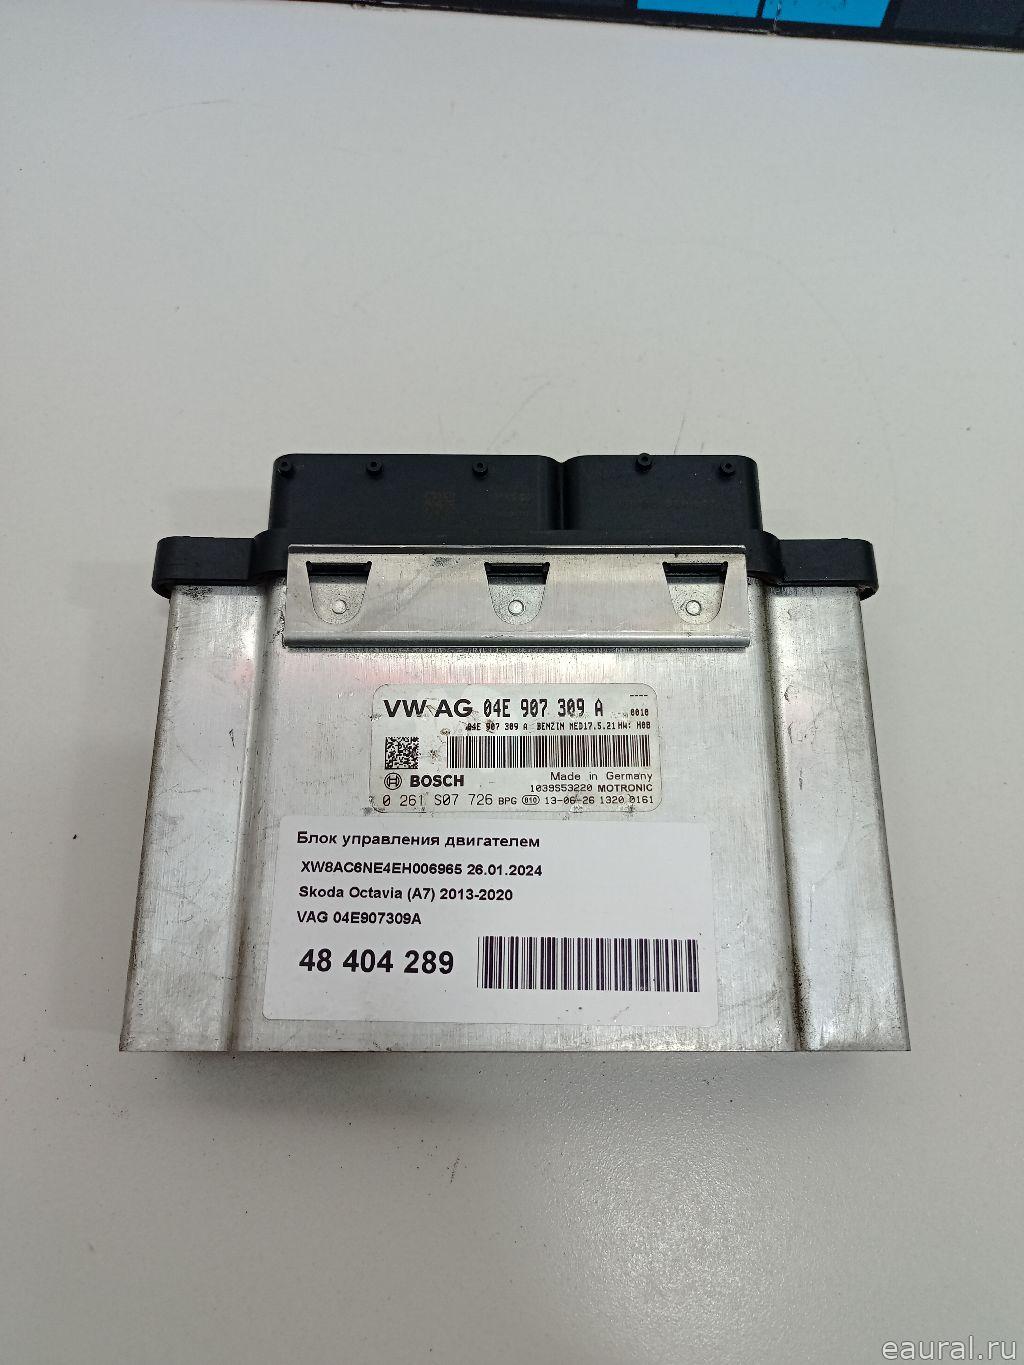 VW AG 04E 907 309 A
----
0010
04E 907 309 A BENZIN MED17.5.21 HW: H08
BOSCH
Made in Germany
1039S53220 MOTRONIC
0 261 S07 726 BPG 010 13-06-26 1320 0161
Блок управления двигателем
XW8AC6NE4EH006965 26.01.2024
Skoda Octavia (A7) 2013-2020
VAG 04E907309A
48 404 289
eaural.ru